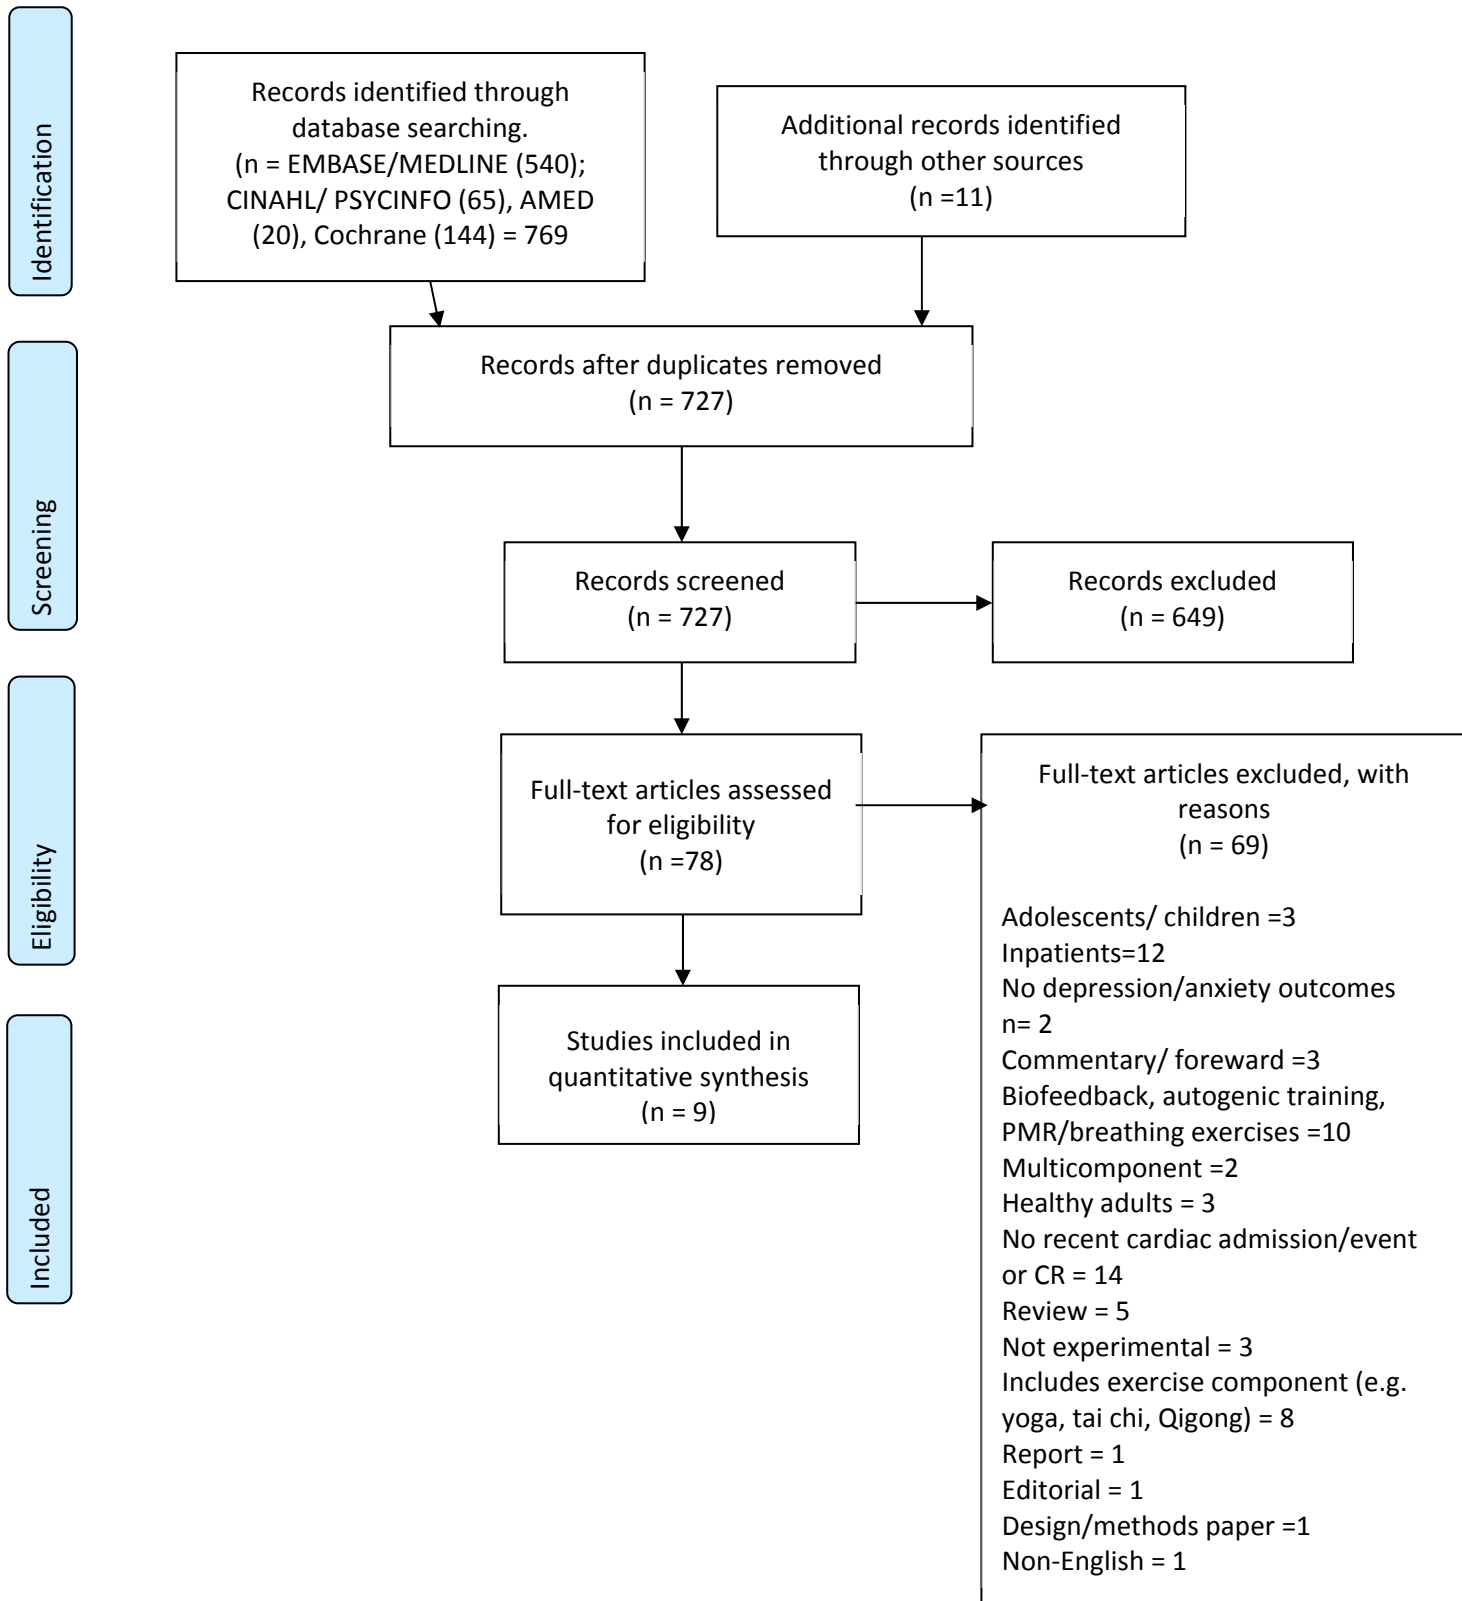 Identification
Records identified through
database searching.
(n = EMBASE/MEDLINE (540);
CINAHL/ PSYCINFO (65), AMED
(20), Cochrane (144) = 769
Additional records identified
through other sources
(n =11)
Screening
Records after duplicates removed
(n = 727)
Records screened
(n = 727)
Records excluded
(n = 649)
Eligibility
Full-text articles assessed
for eligibility
(n =78)
Full-text articles excluded, with
reasons
(n = 69)
Adolescents/ children =3
Inpatients=12
No depression/anxiety outcomes
n= 2
Commentary/ foreward =3
Biofeedback, autogenic training,
PMR/breathing exercises =10
Multicomponent =2
Healthy adults = 3
No recent cardiac admission/event
or CR = 14
Review = 5
Not experimental = 3
Includes exercise component (e.g.
yoga, tai chi, Qigong) = 8
Report = 1
Editorial = 1
Design/methods paper =1
Non-English = 1
Included
Studies included in
quantitative synthesis
(n = 9)